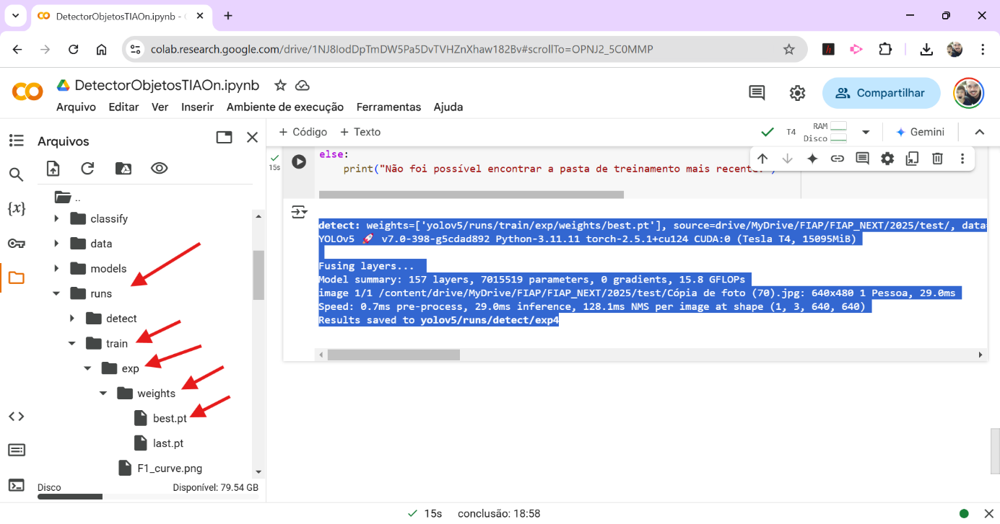 DetectorObjetosTIAOn.ipynb -
colab.research.google.com/drive/1NJ8IodDpTmDW5Pa5DvTVHZnXhaw182Bv#scrollTo=OPNJ2_5C0MMP
DetectorObjetosTIAOn.ipynb
Compartilhar
Arquivo Editar Ver Inserir Ambiente de execução Ferramentas Ajuda
Arquivos
+ Código + Texto
T4
RAM
Disco
Gemini
..
classify
data
models
runs
detect
train
exp
weights
best.pt
last.pt
F1_curve.png
Disco Disponível: 79.54 GB
15s
else:
print("Não foi possível encontrar a pasta de treinamento mais recente.")
detect: weights=['yolov5/runs/train/exp/weights/best.pt'], source=drive/MyDrive/FIAP/FIAP_NEXT/2025/test/, data=
YOLOv5 🚀 v7.0-398-g5cdad892 Python-3.11.11 torch-2.5.1+cu124 CUDA:0 (Tesla T4, 15095MiB)
Fusing layers...
Model summary: 157 layers, 7015519 parameters, 0 gradients, 15.8 GFLOPs
image 1/1 /content/drive/MyDrive/FIAP/FIAP_NEXT/2025/test/Cópia de foto (70).jpg: 640x480 1 Pessoa, 29.0ms
Speed: 0.7ms pre-process, 29.0ms inference, 128.1ms NMS per image at shape (1, 3, 640, 640)
Results saved to yolov5/runs/detect/exp4
15s conclusão: 18:58